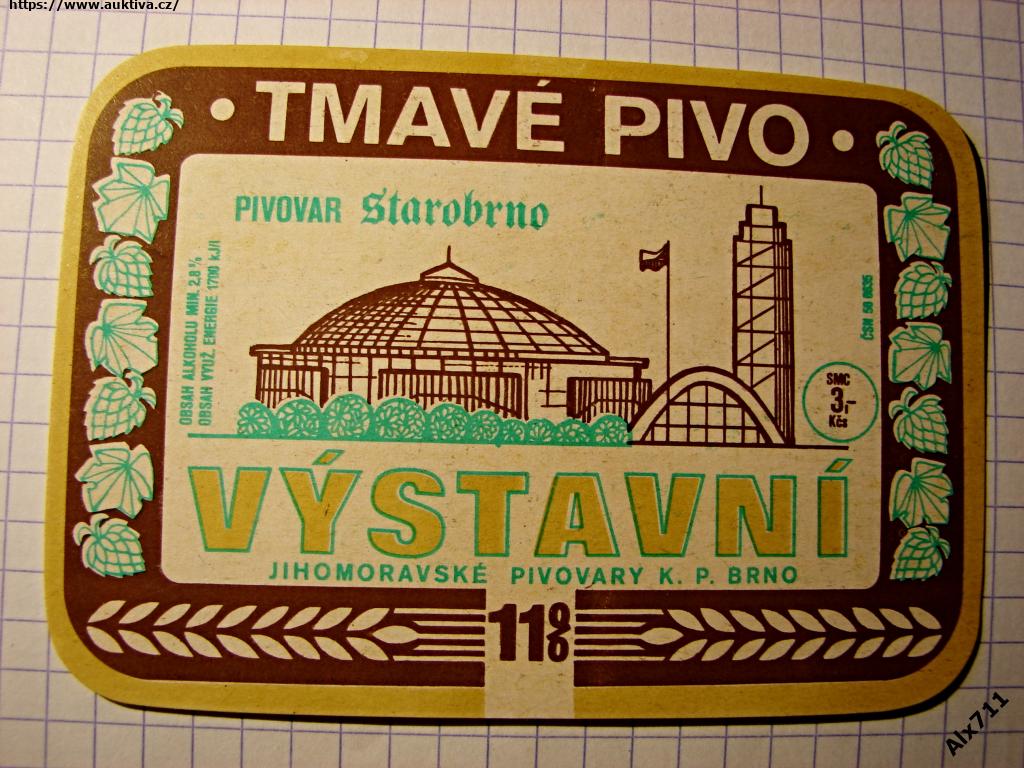 https://www.auktiva.cz/
• TMAVÉ PIVO •
PIVOVAR Starobrno
OBSAH ALKOHOLU MIN. 2,8 %
OBSAH VYUŽ. ENERGIE 1700 kJ/l
ČSN 56 6635
SMC
3,-
Kčs
VÝSTAVNÍ
JIHOMORAVSKÉ PIVOVARY K. P. BRNO
11%
Alx711